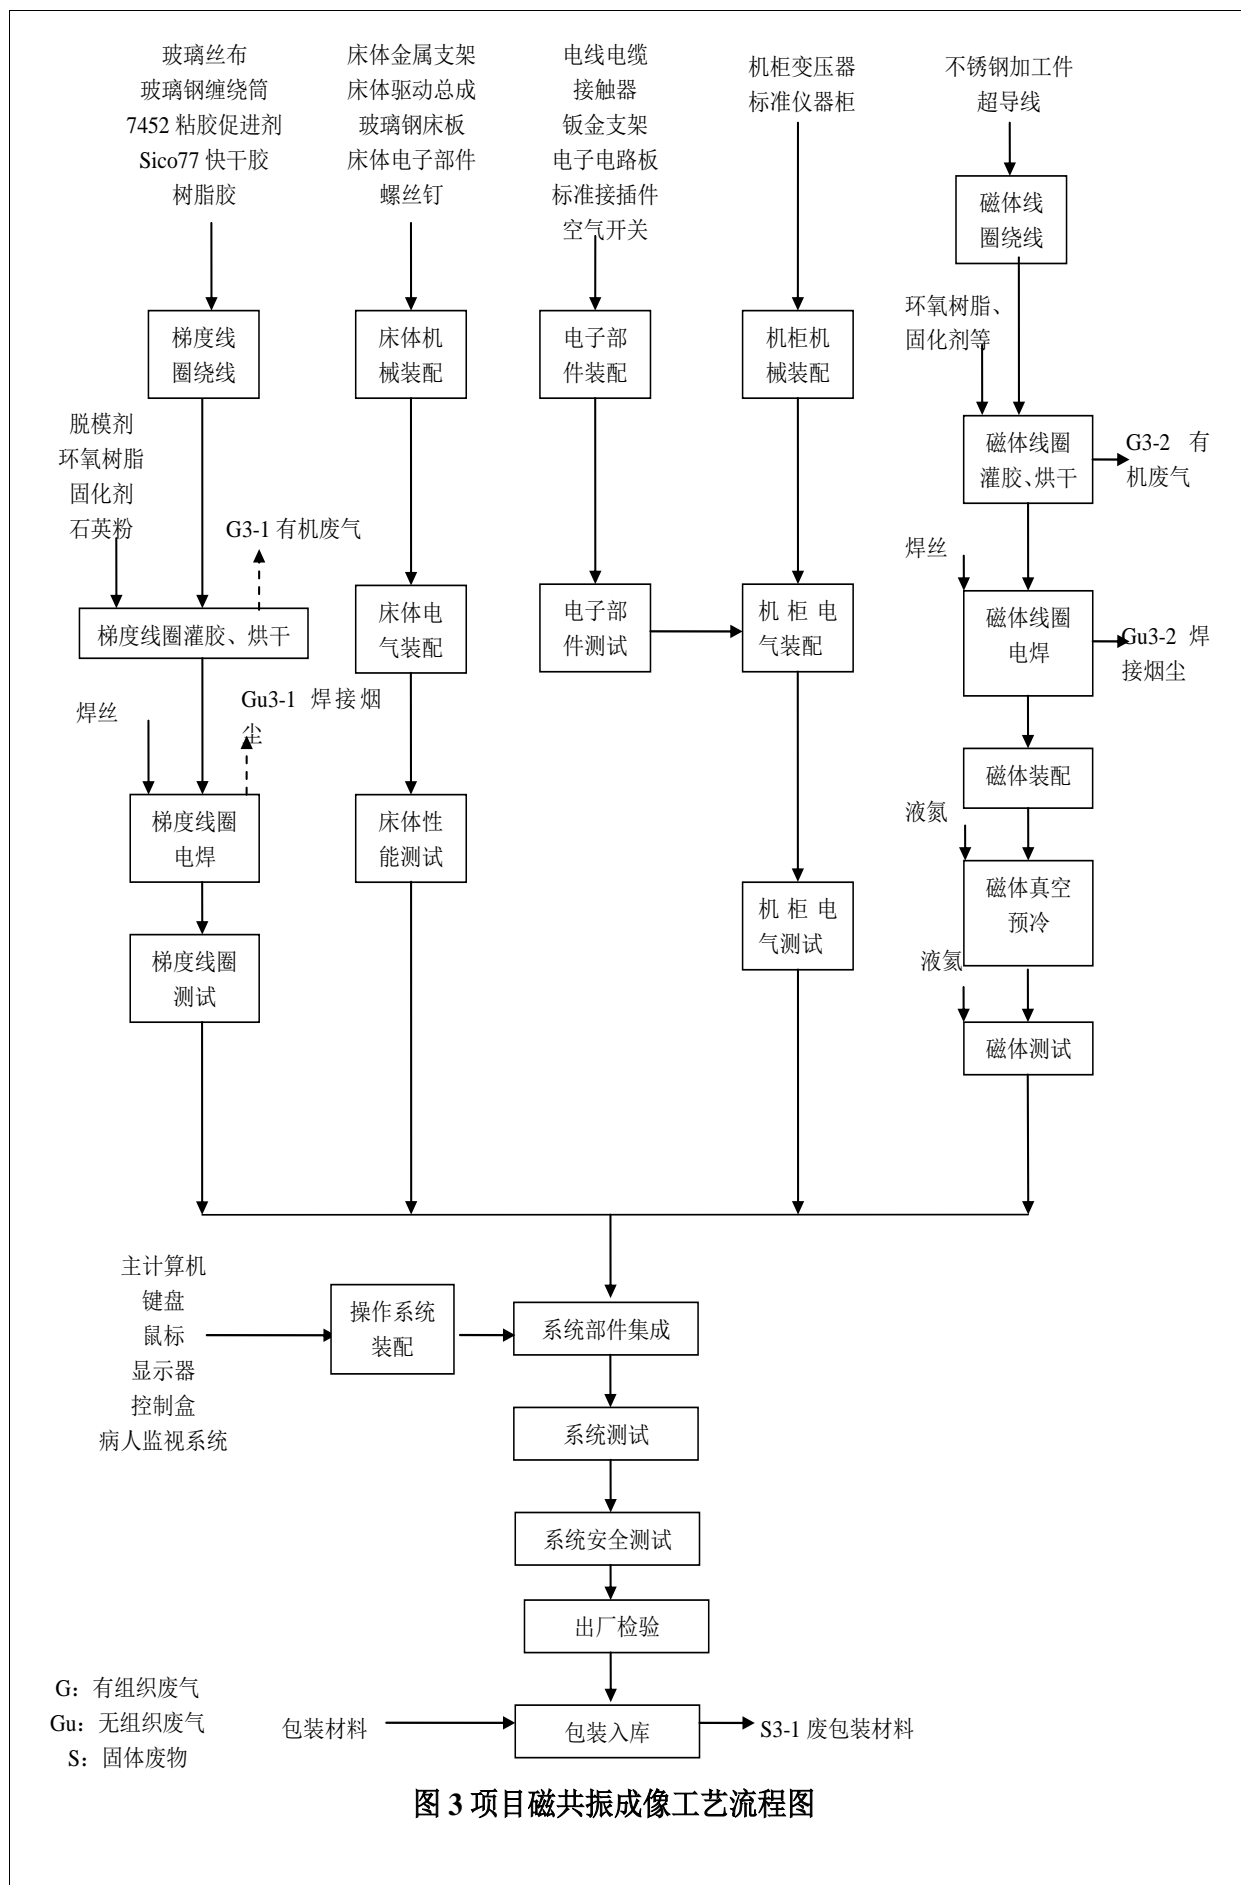 玻璃丝布
玻璃钢缠绕筒
7452 粘胶促进剂
Sico77 快干胶
树脂胶
床体金属支架
床体驱动总成
玻璃钢床板
床体电子部件
螺丝钉
电线电缆
接触器
钣金支架
电子电路板
标准接插件
空气开关
机柜变压器
标准仪器柜
不锈钢加工件
超导线
磁体线
圈绕线
梯度线
圈绕线
床体机
械装配
电子部
件装配
机柜机
械装配
环氧树脂、
固化剂等
脱模剂
环氧树脂
固化剂
石英粉
G3-1 有机废气
磁体线圈
灌胶、烘干
G3-2 有
机废气
焊丝
梯度线圈灌胶、烘干
床体电
气装配
电子部
件测试
机 柜 电
气装配
磁体线圈
电焊
Gu3-2 焊
接烟尘
焊丝
Gu3-1 焊接烟
尘
磁体装配
梯度线圈
电焊
床体性
能测试
液氮
磁体真空
预冷
机 柜 电
气测试
梯度线圈
测试
液氦
磁体测试
主计算机
键盘
鼠标
显示器
控制盒
病人监视系统
操作系统
装配
系统部件集成
系统测试
系统安全测试
出厂检验
G：有组织废气
Gu：无组织废气
S：固体废物
包装材料
包装入库
S3-1 废包装材料
图 3 项目磁共振成像工艺流程图